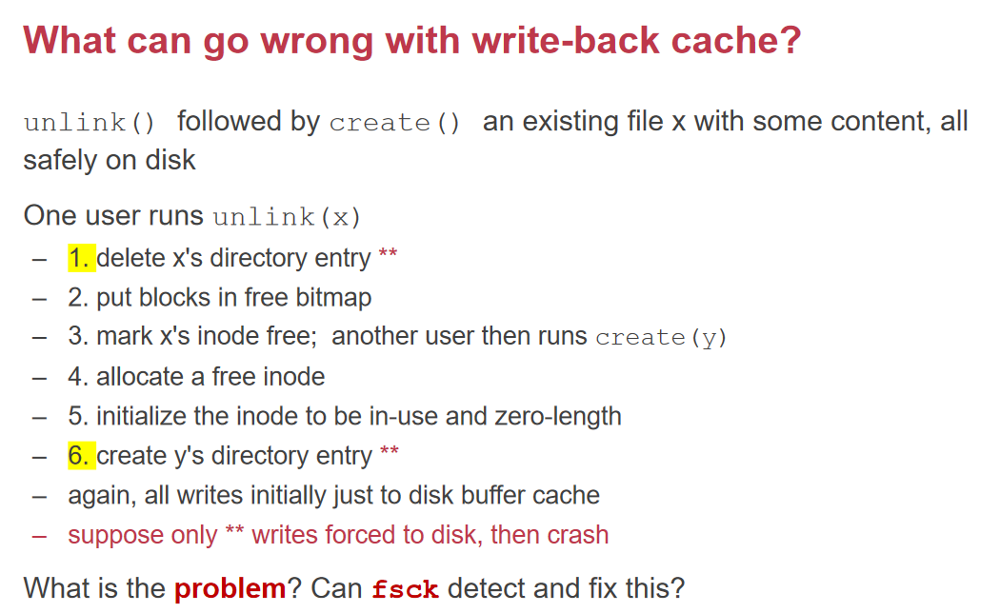 What can go wrong with write-back cache?
unlink() followed by create() an existing file x with some content, all
safely on disk
One user runs unlink(x)
– 1. delete x's directory entry **
– 2. put blocks in free bitmap
– 3. mark x's inode free; another user then runs create(y)
– 4. allocate a free inode
– 5. initialize the inode to be in-use and zero-length
– 6. create y's directory entry **
– again, all writes initially just to disk buffer cache
– suppose only ** writes forced to disk, then crash
What is the problem? Can fsck detect and fix this?